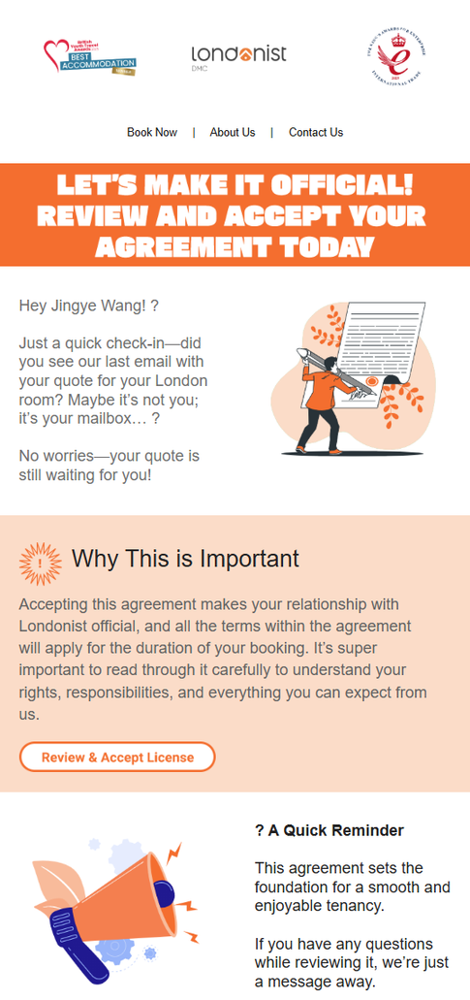 British
Youth Travel
Awards
BEST
ACCOMMODATION
londonist
DMC
THE KING'S AWARDS FOR ENTERPRISE
INTERNATIONAL TRADE
Book Now | About Us | Contact Us
LET'S MAKE IT OFFICIAL!
REVIEW AND ACCEPT YOUR
AGREEMENT TODAY
Hey Jingye Wang! ?
Just a quick check-in—did
you see our last email with
your quote for your London
room? Maybe it's not you;
it's your mailbox... ?
No worries—your quote is
still waiting for you!
! Why This is Important
Accepting this agreement makes your relationship with
Londonist official, and all the terms within the agreement
will apply for the duration of your booking. It's super
important to read through it carefully to understand your
rights, responsibilities, and everything you can expect from
us.
Review & Accept License
? A Quick Reminder
This agreement sets the
foundation for a smooth and
enjoyable tenancy.
If you have any questions
while reviewing it, we're just
a message away.